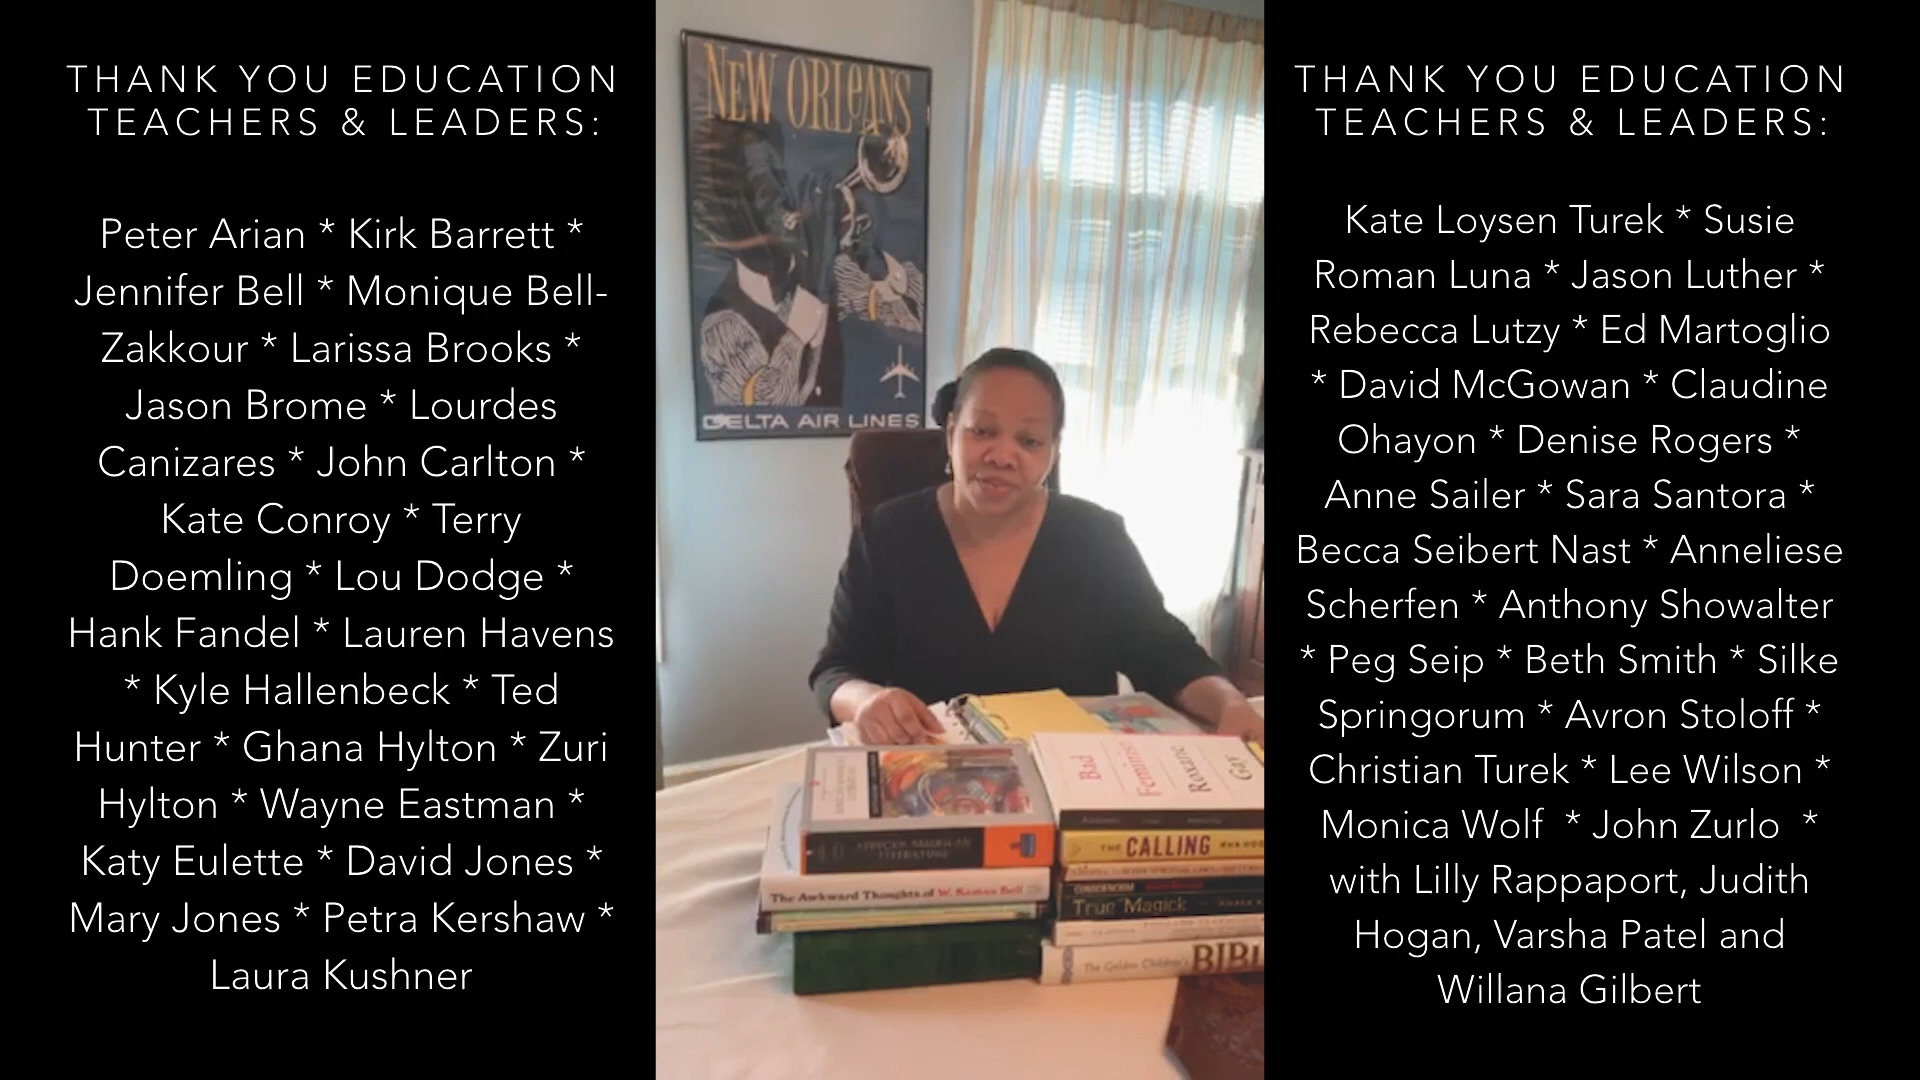 THANK YOU EDUCATION
TEACHERS & LEADERS:
Peter Arian * Kirk Barrett *
Jennifer Bell * Monique Bell-
Zakkour * Larissa Brooks *
Jason Brome * Lourdes
Canizares * John Carlton *
Kate Conroy * Terry
Doemling * Lou Dodge *
Hank Fandel * Lauren Havens
* Kyle Hallenbeck * Ted
Hunter * Ghana Hylton * Zuri
Hylton * Wayne Eastman *
Katy Eulette * David Jones *
Mary Jones * Petra Kershaw *
Laura Kushner
NEW ORLEANS
DELTA AIR LINES
Bad
Feminist
Roxane
Gay
AFRICAN AMERICAN
LITERATURE
The Awkward Thoughts of W. Kamau Bell
THE CALLING
True Magick
The Golden Children's BIBL
THANK YOU EDUCATION
TEACHERS & LEADERS:
Kate Loysen Turek * Susie
Roman Luna * Jason Luther *
Rebecca Lutzy * Ed Martoglio
* David McGowan * Claudine
Ohayon * Denise Rogers *
Anne Sailer * Sara Santora *
Becca Seibert Nast * Anneliese
Scherfen * Anthony Showalter
* Peg Seip * Beth Smith * Silke
Springorum * Avron Stoloff *
Christian Turek * Lee Wilson *
Monica Wolf * John Zurlo *
with Lilly Rappaport, Judith
Hogan, Varsha Patel and
Willana Gilbert